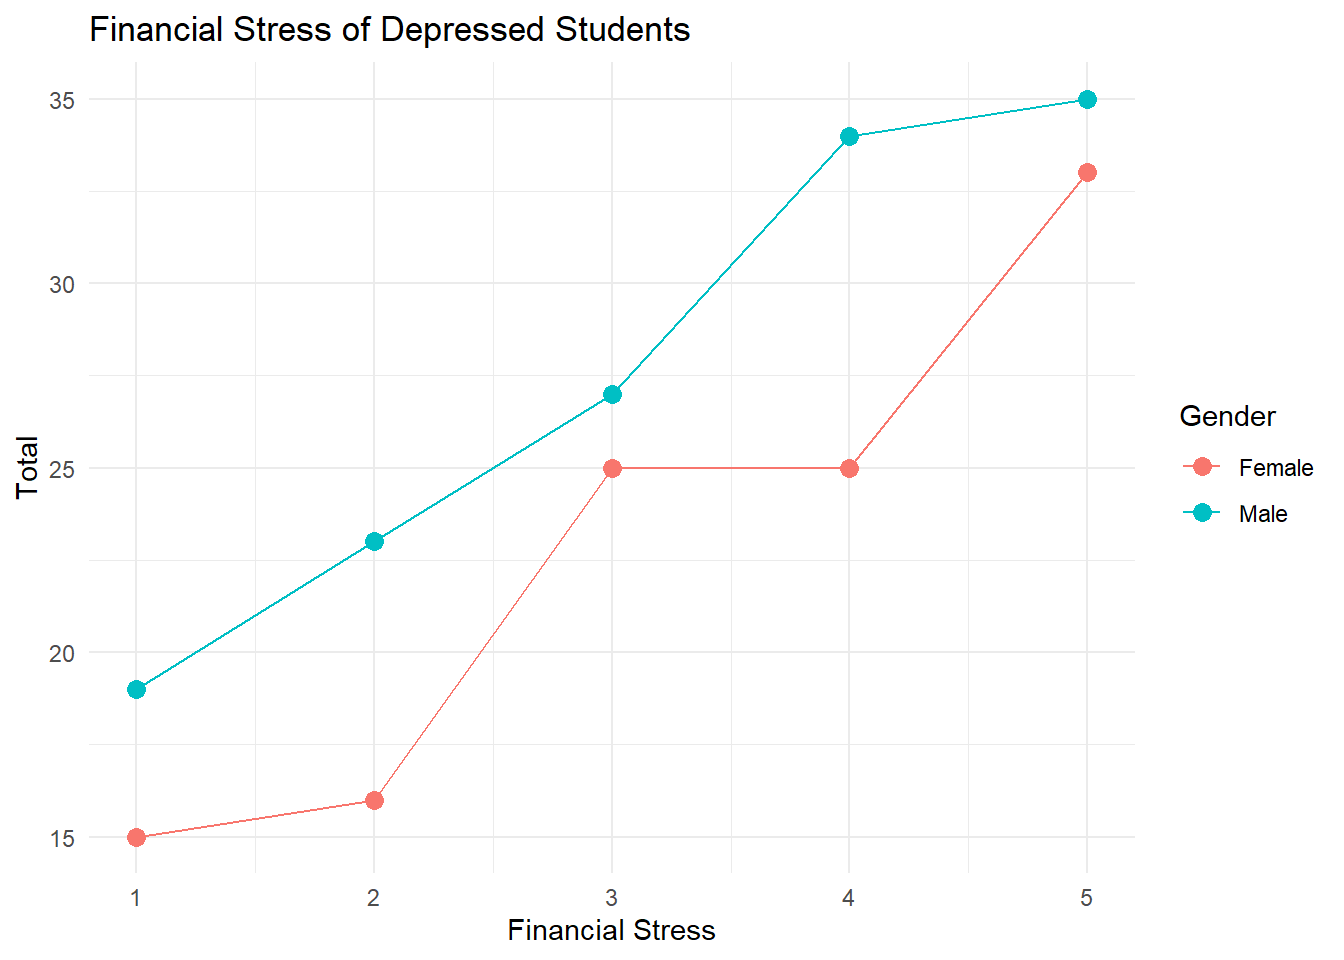 Financial Stress of Depressed Students
35
30
25
20
15
Total
1 2 3 4 5
Financial Stress
Gender
Female
Male